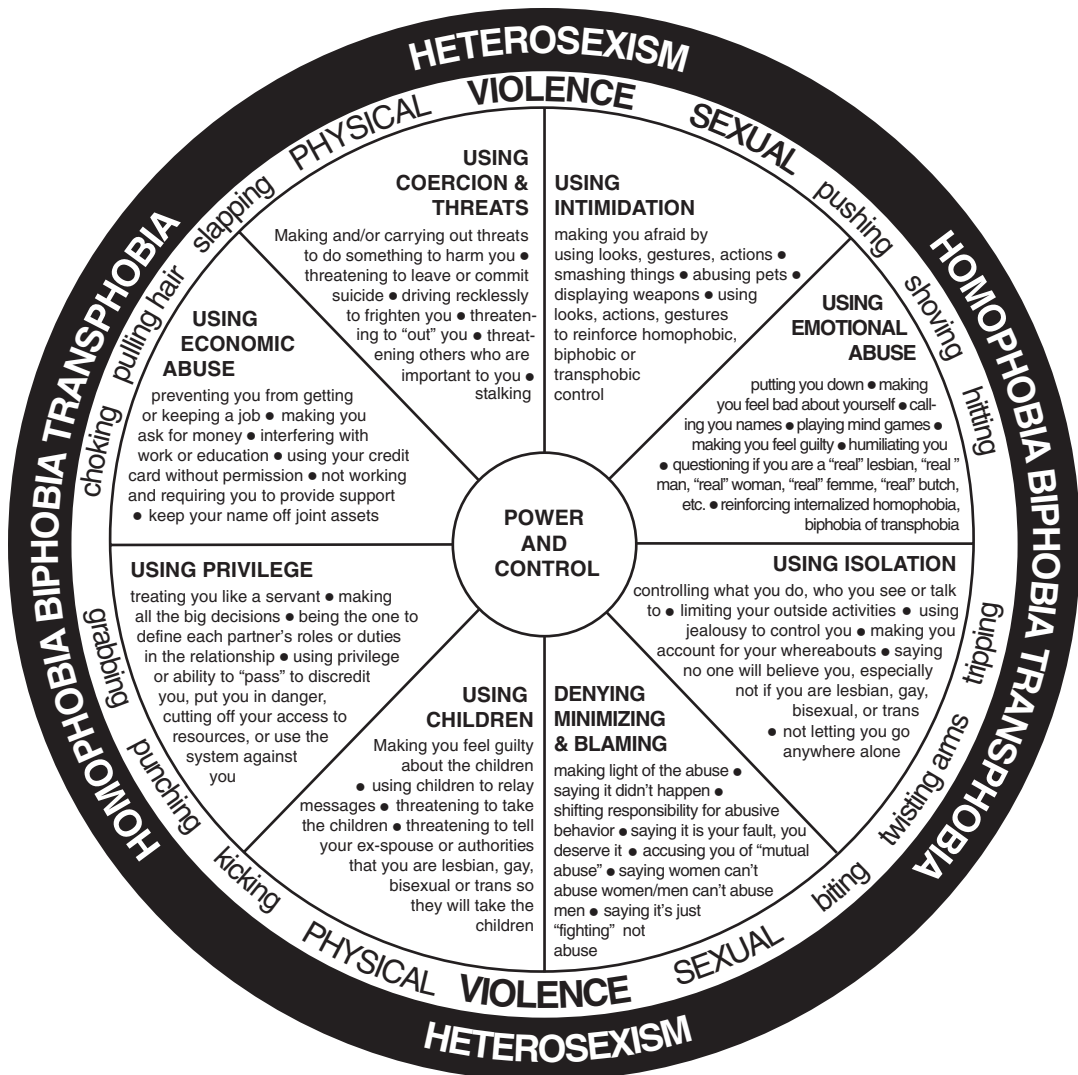 HETEROSEXISM
PHYSICAL VIOLENCE SEXUAL
pushing
shoving
hitting
tripping
twisting arms
biting
slapping
pulling hair
choking
grabbing
punching
kicking
HOMOPHOBIA BIPHOBIA TRANSPHOBIA
HOMOPHOBIA BIPHOBIA TRANSPHOBIA
USING
COERCION &
THREATS
Making and/or carrying out threats
to do something to harm you ●
threatening to leave or commit
suicide ● driving recklessly
to frighten you ● threaten-
ing to “out” you ● threat-
ening others who are
important to you ●
stalking
USING
INTIMIDATION
making you afraid by
using looks, gestures, actions ●
smashing things ● abusing pets ●
displaying weapons ● using
looks, actions, gestures
to reinforce homophobic,
biphobic or
transphobic
control
USING
ECONOMIC
ABUSE
preventing you from getting
or keeping a job ● making you
ask for money ● interfering with
work or education ● using your credit
card without permission ● not working
and requiring you to provide support
● keep your name off joint assets
USING
EMOTIONAL
ABUSE
putting you down ● making
you feel bad about yourself ● call-
ing you names ● playing mind games ●
making you feel guilty ● humiliating you
● questioning if you are a “real” lesbian, “real ”
man, “real” woman, “real” femme, “real” butch,
etc. ● reinforcing internalized homophobia,
biphobia of transphobia
POWER
AND
CONTROL
USING PRIVILEGE
treating you like a servant ● making
all the big decisions ● being the one to
define each partner’s roles or duties
in the relationship ● using privilege
or ability to “pass” to discredit
you, put you in danger,
cutting off your access to
resources, or use the
system against
you
USING ISOLATION
controlling what you do, who you see or talk
to ● limiting your outside activities ● using
jealousy to control you ● making you
account for your whereabouts ● saying
no one will believe you, especially
not if you are lesbian, gay,
bisexual, or trans
● not letting you go
anywhere alone
USING
CHILDREN
Making you feel guilty
about the children
● using children to relay
messages ● threatening to take
the children ● threatening to tell
your ex-spouse or authorities
that you are lesbian, gay,
bisexual or trans so
they will take the
children
DENYING
MINIMIZING
& BLAMING
making light of the abuse ●
saying it didn’t happen ●
shifting responsibility for abusive
behavior ● saying it is your fault, you
deserve it ● accusing you of “mutual
abuse” ● saying women can’t
abuse women/men can’t abuse
men ● saying it’s just
“fighting” not
abuse
PHYSICAL VIOLENCE SEXUAL
HETEROSEXISM